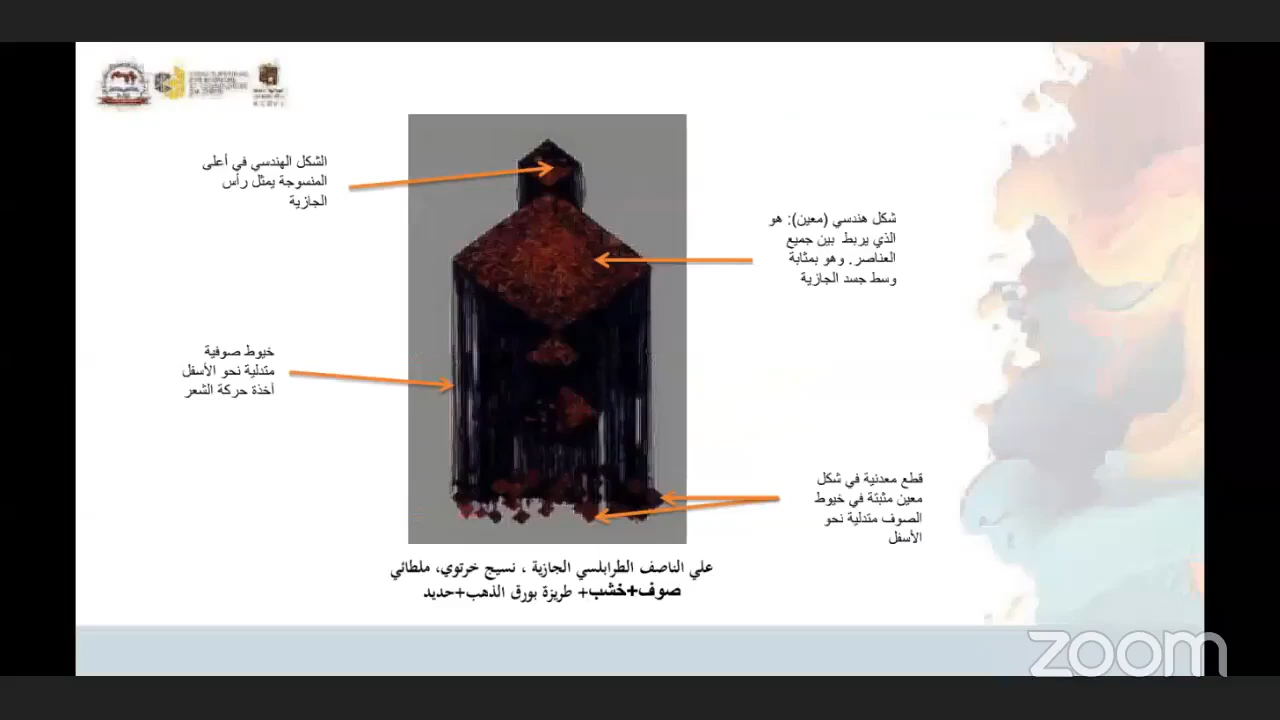 الشكل الهندسي في أعلى
المنسوجة يمثل رأس
الجازية
شكل هندسي (معين): هو
الذي يربط بين جميع
العناصر. وهو بمثابة
وسط جسد الجازية
خيوط صوفية
متدلية نحو الأسفل
أخذة حركة الشعر
قطع معدنية في شكل
معين مثبتة في خيوط
الصوف متدلية نحو
الأسفل
علي الناصف الطرابلسي الجازية ، نسيج خرتوي، ملطائي
صوف+خشب+ طريزة بورق الذهب+حديد
zoom